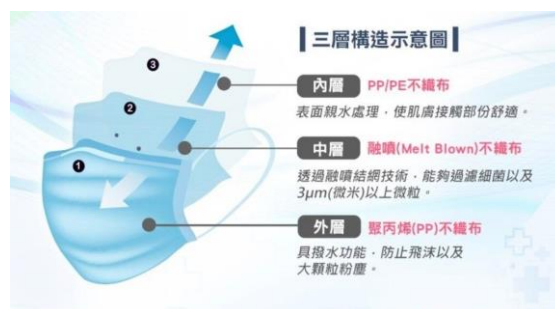 三層構造示意圖
3
內層 PP/PE不織布
表面親水處理,使肌膚接觸部份舒適。
2
中層 融噴(Melt Blown)不織布
透過融噴結網技術,能夠過濾細菌以及
3μm(微米)以上微粒。
1
外層 聚丙烯(PP)不織布
具撥水功能,防止飛沫以及
大顆粒粉塵。